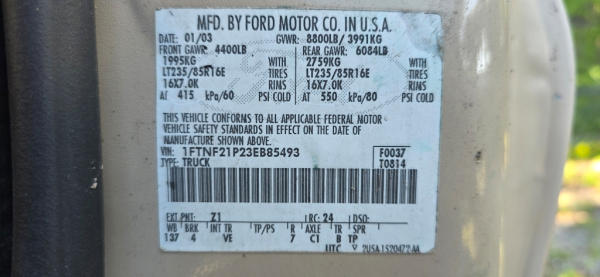 MFD. BY FORD MOTOR CO. IN U.S.A.
DATE: 01/03 GVWR: 8800LB/ 3991KG
FRONT GAWR: 4400LB REAR GAWR: 6084LB
1995KG WITH 2759KG WITH
LT235/85R16E TIRES LT235/85R16E TIRES
16X7.0K RIMS 16X7.0K RIMS
AT 415 kPa/60 PSI COLD AT 550 kPa/80 PSI COLD
THIS VEHICLE CONFORMS TO ALL APPLICABLE FEDERAL MOTOR
VEHICLE SAFETY STANDARDS IN EFFECT ON THE DATE OF
MANUFACTURE SHOWN ABOVE.
VIN: 1FTNF21P23EB85493 F0037
TYPE: TRUCK T0814
EXT PNT: Z1 RC: 24 DSO:
WB BRK INT TR TP/PS R AXLE TR SPR
137 4 VE 7 C1 B TP
UTC